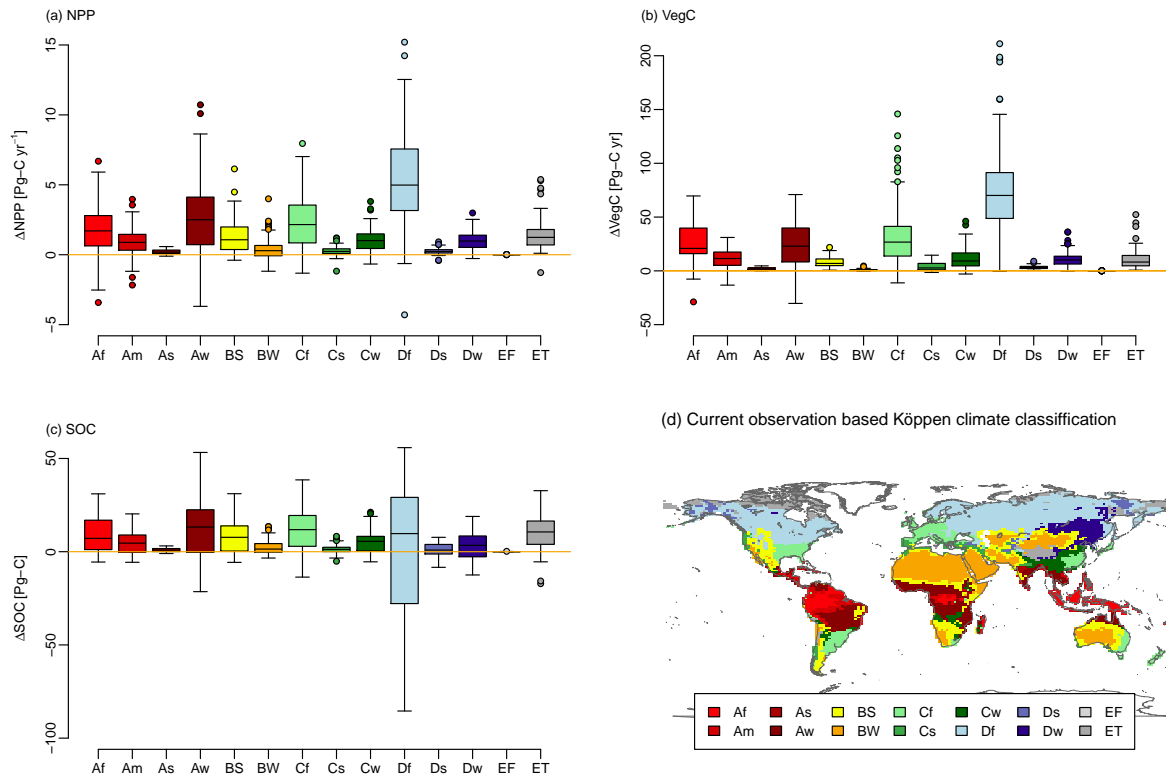 (a) NPP
ΔNPP [Pg−C yr⁻¹]
15
10
5
0
−5
Af Am As Aw BS BW Cf Cs Cw Df Ds Dw EF ET
(b) VegC
ΔVegC [Pg−C yr]
200
150
100
50
0
−50
Af Am As Aw BS BW Cf Cs Cw Df Ds Dw EF ET
(c) SOC
ΔSOC [Pg−C]
50
0
−100
Af Am As Aw BS BW Cf Cs Cw Df Ds Dw EF ET
(d) Current observation based Köppen climate classiffication
Af As BS Cf Cw Ds EF
Am Aw BW Cs Df Dw ET